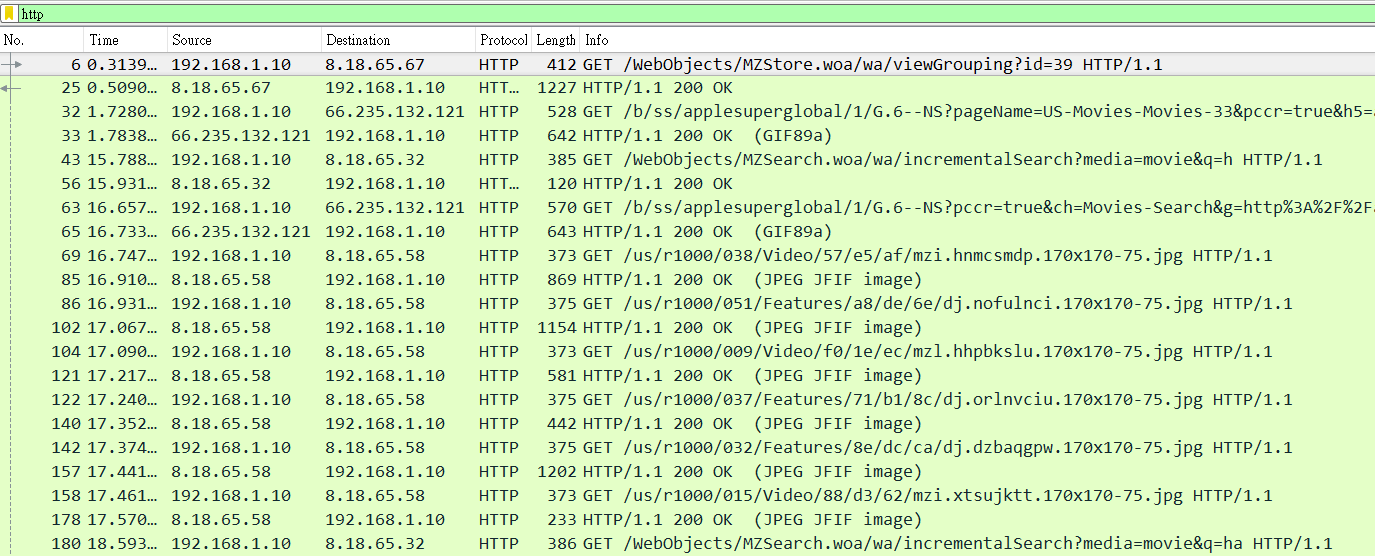 http
No. Time Source Destination Protocol Length Info
6 0.3139… 192.168.1.10 8.18.65.67 HTTP 412 GET /WebObjects/MZStore.woa/wa/viewGrouping?id=39 HTTP/1.1
25 0.5090… 8.18.65.67 192.168.1.10 HTT… 1227 HTTP/1.1 200 OK
32 1.7280… 192.168.1.10 66.235.132.121 HTTP 528 GET /b/ss/applesuperglobal/1/G.6--NS?pageName=US-Movies-Movies-33&pccr=true&h5=
33 1.7838… 66.235.132.121 192.168.1.10 HTTP 642 HTTP/1.1 200 OK (GIF89a)
43 15.788… 192.168.1.10 8.18.65.32 HTTP 385 GET /WebObjects/MZSearch.woa/wa/incrementalSearch?media=movie&q=h HTTP/1.1
56 15.931… 8.18.65.32 192.168.1.10 HTT… 120 HTTP/1.1 200 OK
63 16.657… 192.168.1.10 66.235.132.121 HTTP 570 GET /b/ss/applesuperglobal/1/G.6--NS?pccr=true&ch=Movies-Search&g=http%3A%2F%2F
65 16.733… 66.235.132.121 192.168.1.10 HTTP 643 HTTP/1.1 200 OK (GIF89a)
69 16.747… 192.168.1.10 8.18.65.58 HTTP 373 GET /us/r1000/038/Video/57/e5/af/mzi.hnmcsmdp.170x170-75.jpg HTTP/1.1
85 16.910… 8.18.65.58 192.168.1.10 HTTP 869 HTTP/1.1 200 OK (JPEG JFIF image)
86 16.931… 192.168.1.10 8.18.65.58 HTTP 375 GET /us/r1000/051/Features/a8/de/6e/dj.nofulnci.170x170-75.jpg HTTP/1.1
102 17.067… 8.18.65.58 192.168.1.10 HTTP 1154 HTTP/1.1 200 OK (JPEG JFIF image)
104 17.090… 192.168.1.10 8.18.65.58 HTTP 373 GET /us/r1000/009/Video/f0/1e/ec/mzl.hhpbkslu.170x170-75.jpg HTTP/1.1
121 17.217… 8.18.65.58 192.168.1.10 HTTP 581 HTTP/1.1 200 OK (JPEG JFIF image)
122 17.240… 192.168.1.10 8.18.65.58 HTTP 375 GET /us/r1000/037/Features/71/b1/8c/dj.orlnvciu.170x170-75.jpg HTTP/1.1
140 17.352… 8.18.65.58 192.168.1.10 HTTP 442 HTTP/1.1 200 OK (JPEG JFIF image)
142 17.374… 192.168.1.10 8.18.65.58 HTTP 375 GET /us/r1000/032/Features/8e/dc/ca/dj.dzbaqgpw.170x170-75.jpg HTTP/1.1
157 17.441… 8.18.65.58 192.168.1.10 HTTP 1202 HTTP/1.1 200 OK (JPEG JFIF image)
158 17.461… 192.168.1.10 8.18.65.58 HTTP 373 GET /us/r1000/015/Video/88/d3/62/mzi.xtsujktt.170x170-75.jpg HTTP/1.1
178 17.570… 8.18.65.58 192.168.1.10 HTTP 233 HTTP/1.1 200 OK (JPEG JFIF image)
180 18.593… 192.168.1.10 8.18.65.32 HTTP 386 GET /WebObjects/MZSearch.woa/wa/incrementalSearch?media=movie&q=ha HTTP/1.1